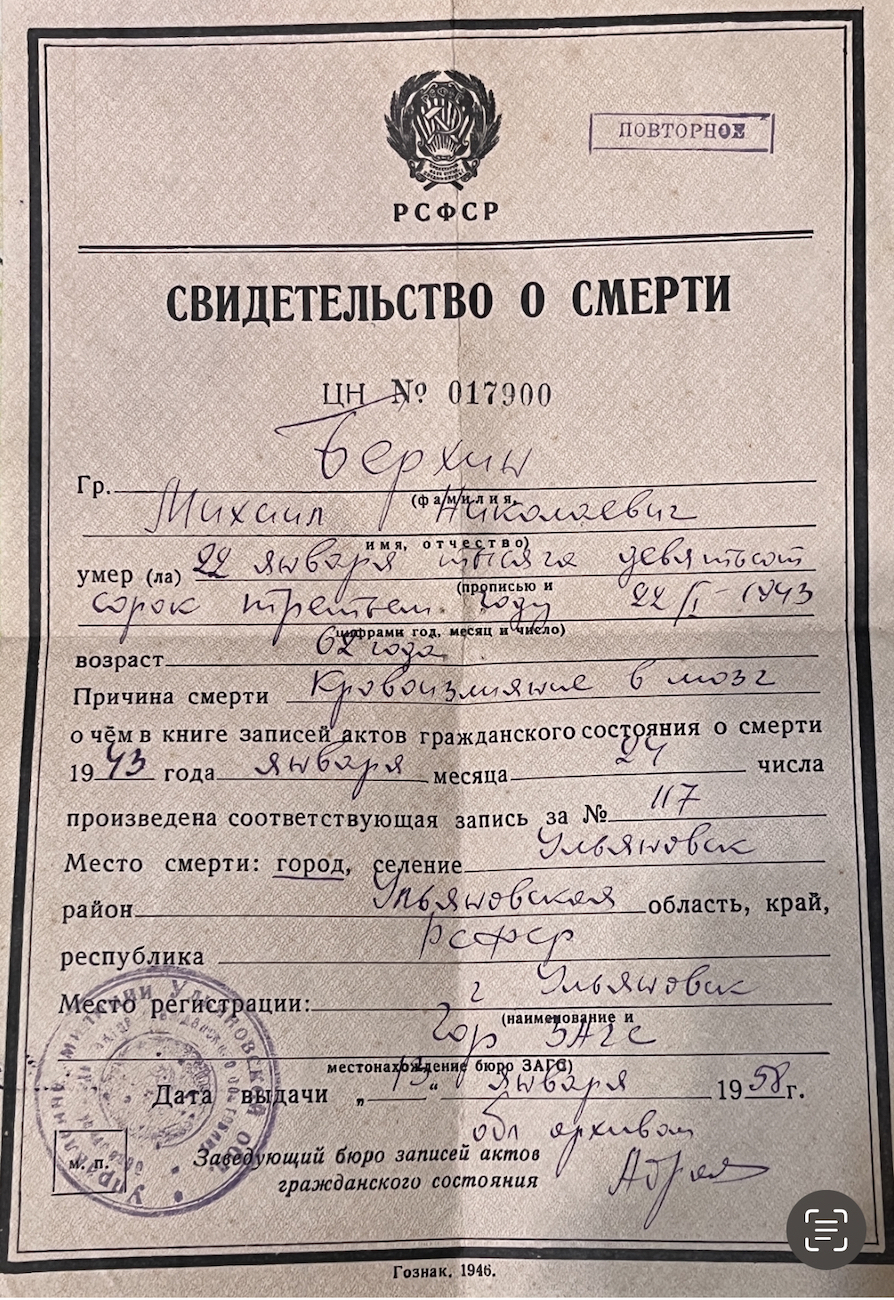 ПОВТОРНОЕ
РСФСР
СВИДЕТЕЛЬСТВО О СМЕРТИ
ЦН № 017900
Гр. Берхин
(фамилия,
Михаил Николаевич
имя, отчество)
умер (ла) 22 января тысяча девятьсот
(прописью и
сорок третьем году 22/I-1943
цифрами год, месяц и число)
возраст 62 года
Причина смерти Кровоизлияние в мозг
о чём в книге записей актов гражданского состояния о смерти
1943 года января месяца 24 числа
произведена соответствующая запись за № 117
Место смерти: город, селение Ульяновск
район Ульяновская область, край,
республика РСФСР
Место регистрации: г Ульяновск
(наименование и
Гор ЗАГС
местонахождение бюро ЗАГС)
Дата выдачи „13“ января 1958 г.
обл архивом
Заведующий бюро записей актов
гражданского состояния
М. П.
Управление милиции Ульяновской обл
Гознак. 1946.